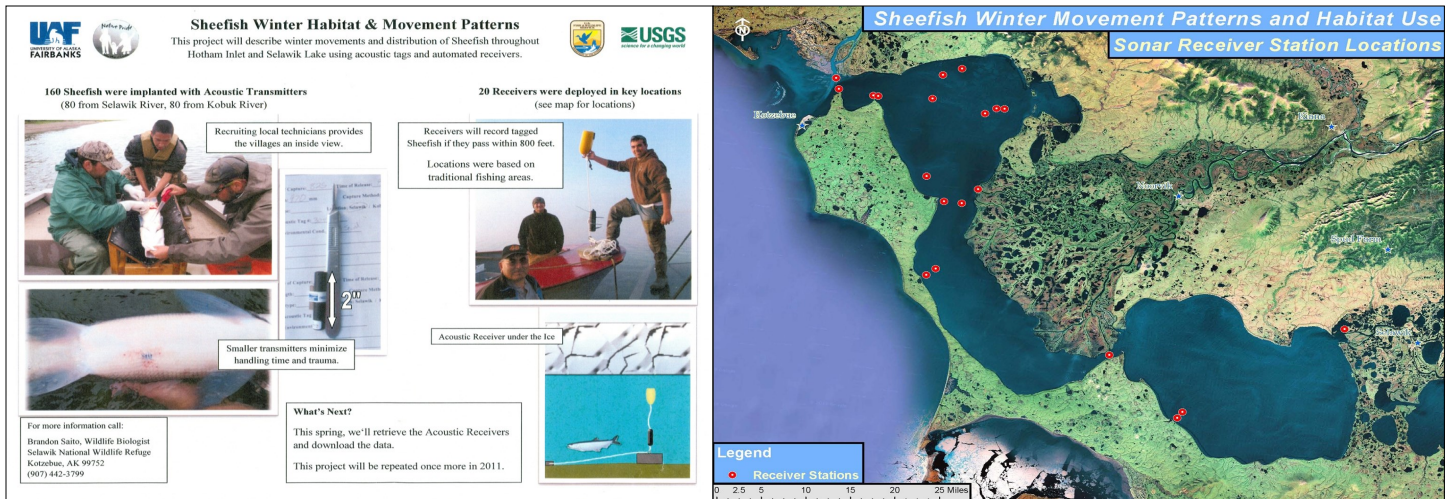 UAF
UNIVERSITY OF ALASKA
FAIRBANKS
Sheefish Winter Habitat & Movement Patterns
This project will describe winter movements and distribution of Sheefish throughout
Hotham Inlet and Selawik Lake using acoustic tags and automated receivers.
USGS
science for a changing world
160 Sheefish were implanted with Acoustic Transmitters
(80 from Selawik River, 80 from Kobuk River)
Recruiting local technicians provides
the villages an inside view.
2"
Smaller transmitters minimize
handling time and trauma.
20 Receivers were deployed in key locations
(see map for locations)
Receivers will record tagged
Sheefish if they pass within 800 feet.
Locations were based on
traditional fishing areas.
Acoustic Receiver under the Ice
For more information call:
Brandon Saito, Wildlife Biologist
Selawik National Wildlife Refuge
Kotzebue, AK 99752
(907) 442-3799
What's Next?
This spring, we'll retrieve the Acoustic Receivers
and download the data.
This project will be repeated once more in 2011.
Sheefish Winter Movement Patterns and Habitat Use
Sonar Receiver Station Locations
N
Kotzebue
Kiana
Noorvik
Selawik
Legend
Receiver Stations
0 2.5 5 10 15 20 25 Miles